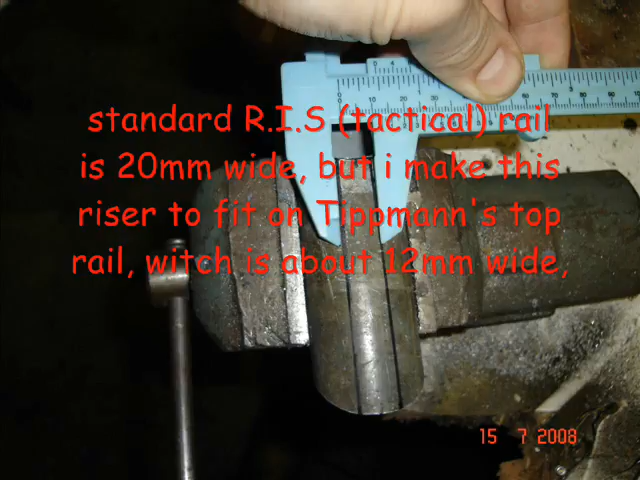 standard R.I.S (tactical) rail
is 20mm wide, but i make this
riser to fit on Tippmann's top
rail, witch is about 12mm wide,
15 7 2008